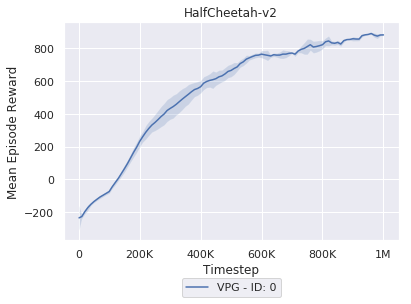 HalfCheetah-v2
Mean Episode Reward
800
600
400
200
0
−200
0 200K 400K 600K 800K 1M
Timestep
VPG - ID: 0